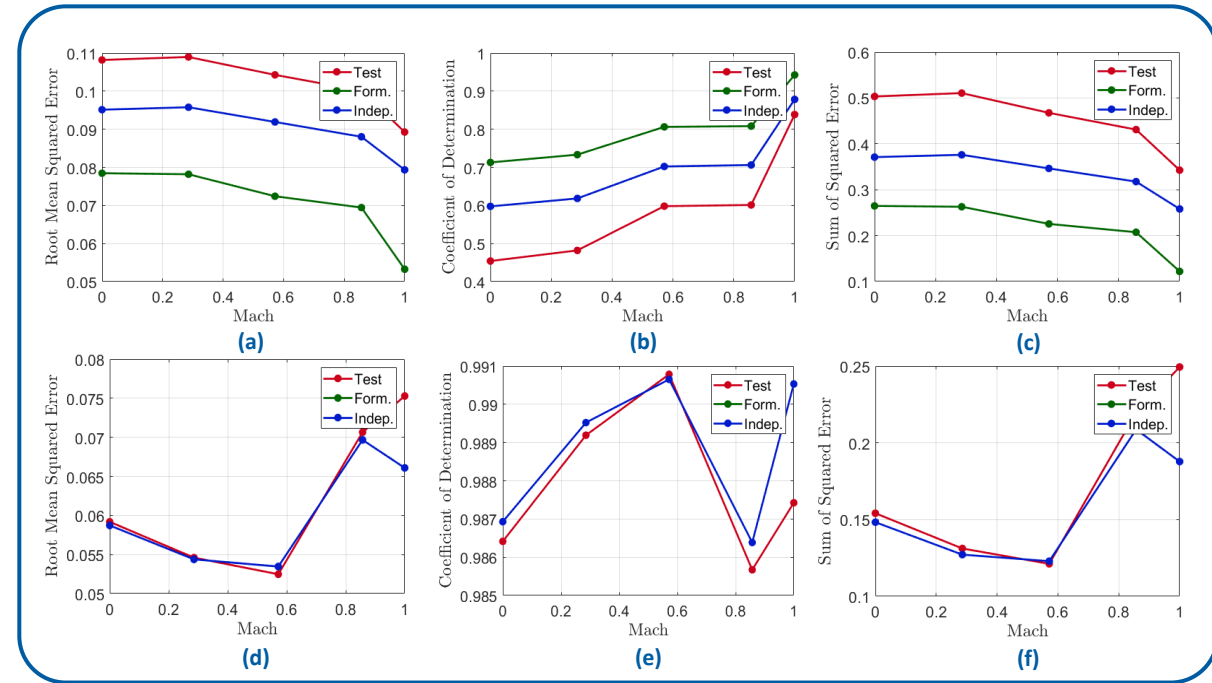 Root Mean Squared Error
0.11
0.1
0.09
0.08
0.07
0.06
0.05
0 0.2 0.4 0.6 0.8 1
Mach
Test
Form.
Indep.
(a)
Coefficient of Determination
1
0.9
0.8
0.7
0.6
0.5
0.4
0 0.2 0.4 0.6 0.8 1
Mach
Test
Form.
Indep.
(b)
Sum of Squared Error
0.6
0.5
0.4
0.3
0.2
0.1
0 0.2 0.4 0.6 0.8 1
Mach
Test
Form.
Indep.
(c)
Root Mean Squared Error
0.08
0.075
0.07
0.065
0.06
0.055
0.05
0 0.2 0.4 0.6 0.8 1
Mach
Test
Form.
Indep.
(d)
Coefficient of Determination
0.991
0.99
0.989
0.988
0.987
0.986
0.985
0 0.2 0.4 0.6 0.8 1
Mach
Test
Form.
Indep.
(e)
Sum of Squared Error
0.25
0.2
0.15
0.1
0 0.2 0.4 0.6 0.8 1
Mach
Test
Form.
Indep.
(f)